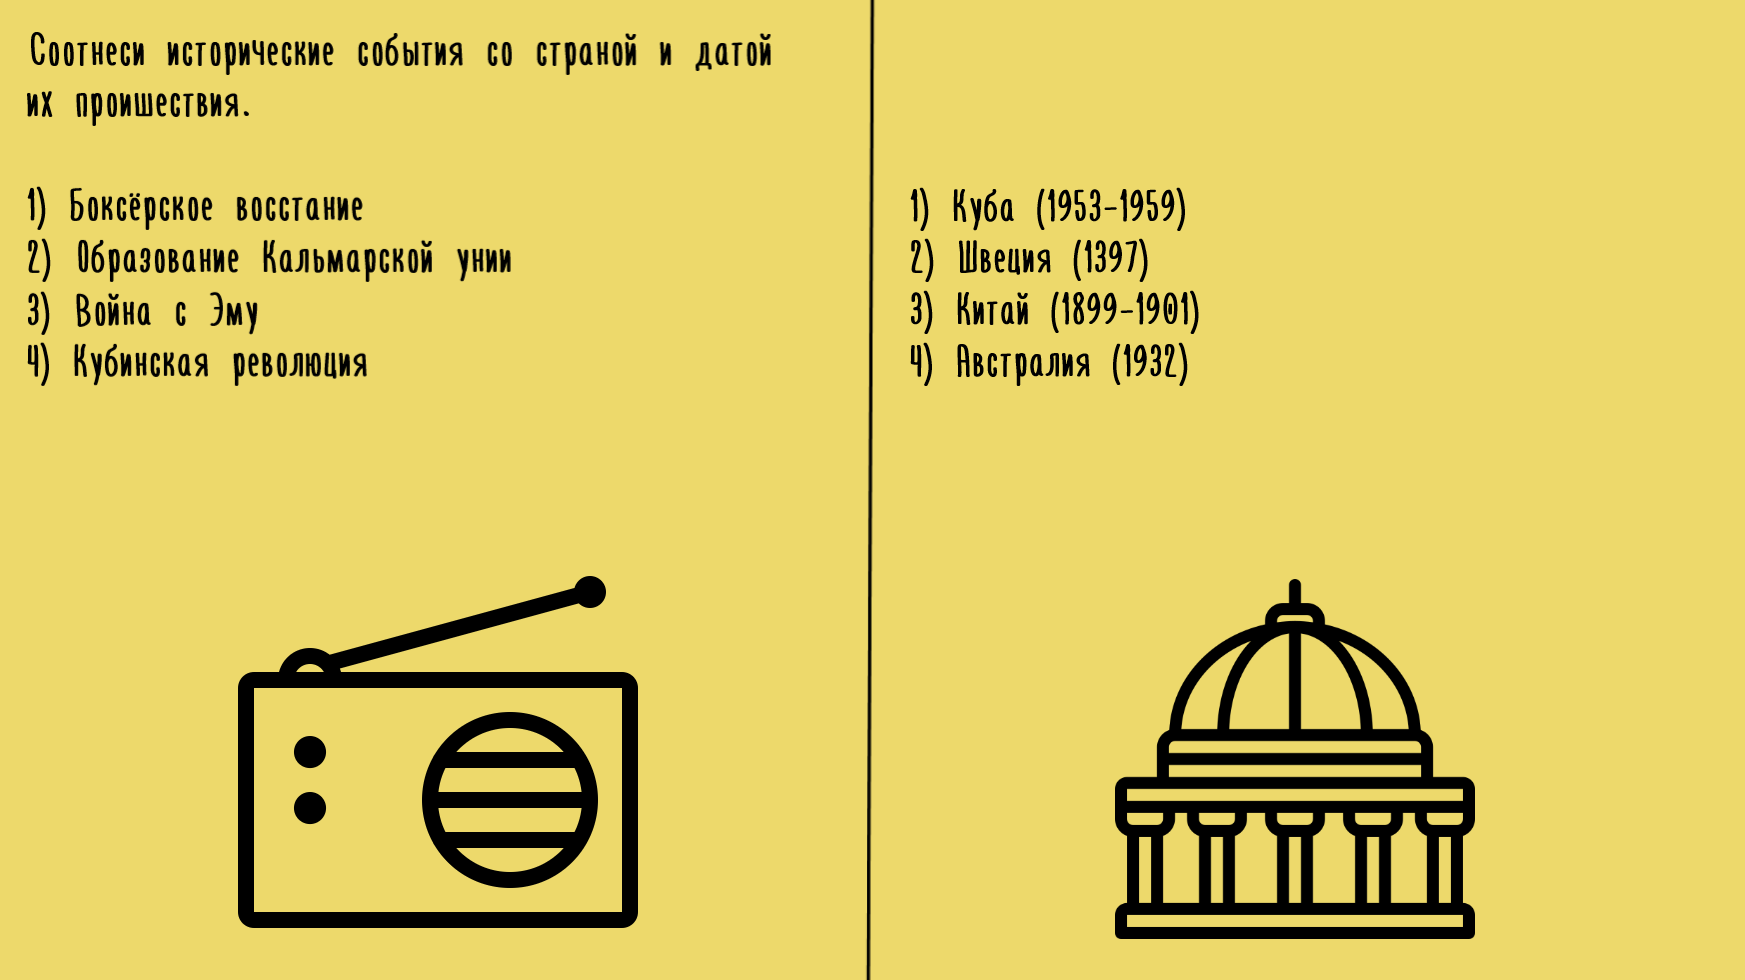 Соотнеси исторические события со страной и датой
их проишествия.
1) Боксёрское восстание
2) Образование Кальмарской унии
3) Война с Эму
4) Кубинская революция
1) Куба (1953-1959)
2) Швеция (1397)
3) Китай (1899-1901)
4) Австралия (1932)